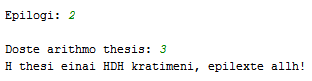 Epilogi: 2
Doste arithmo thesis: 3
H thesi einai HDH kratimeni, epilexte allh!